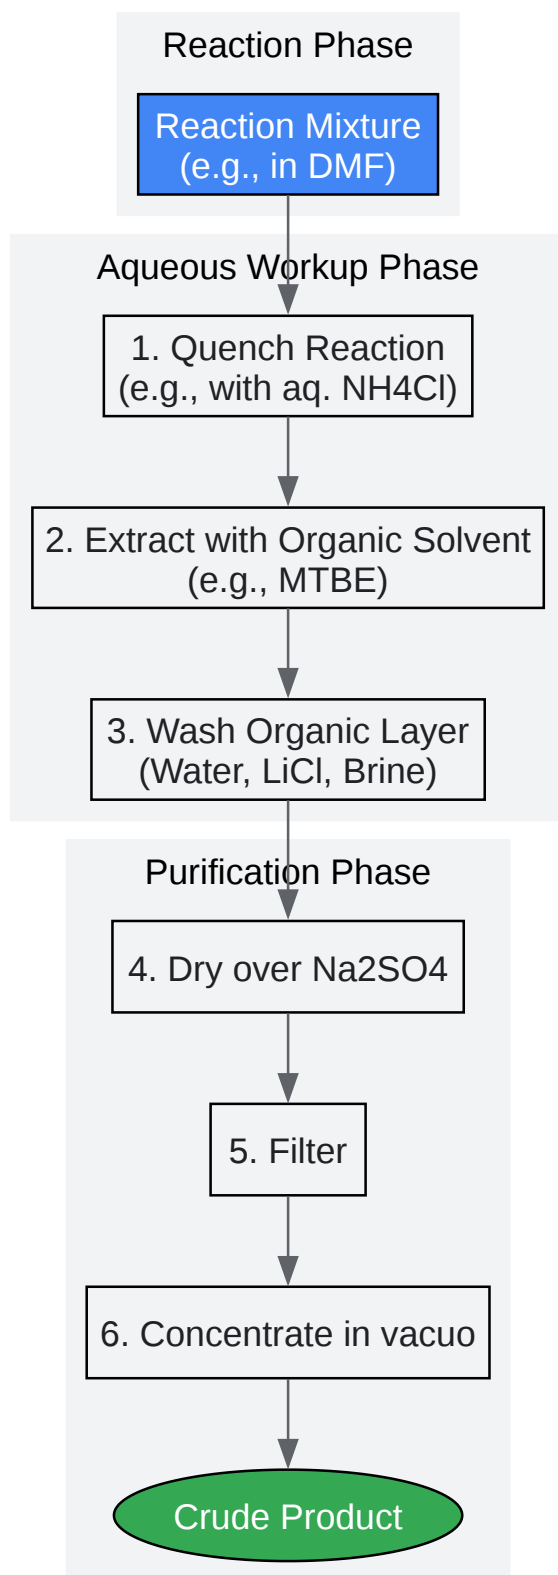 Reaction Phase
Reaction Mixture
(e.g., in DMF)
Aqueous Workup Phase
1. Quench Reaction
(e.g., with aq. NH4Cl)
2. Extract with Organic Solvent
(e.g., MTBE)
3. Wash Organic Layer
(Water, LiCl, Brine)
Purification Phase
4. Dry over Na2SO4
5. Filter
6. Concentrate in vacuo
Crude Product